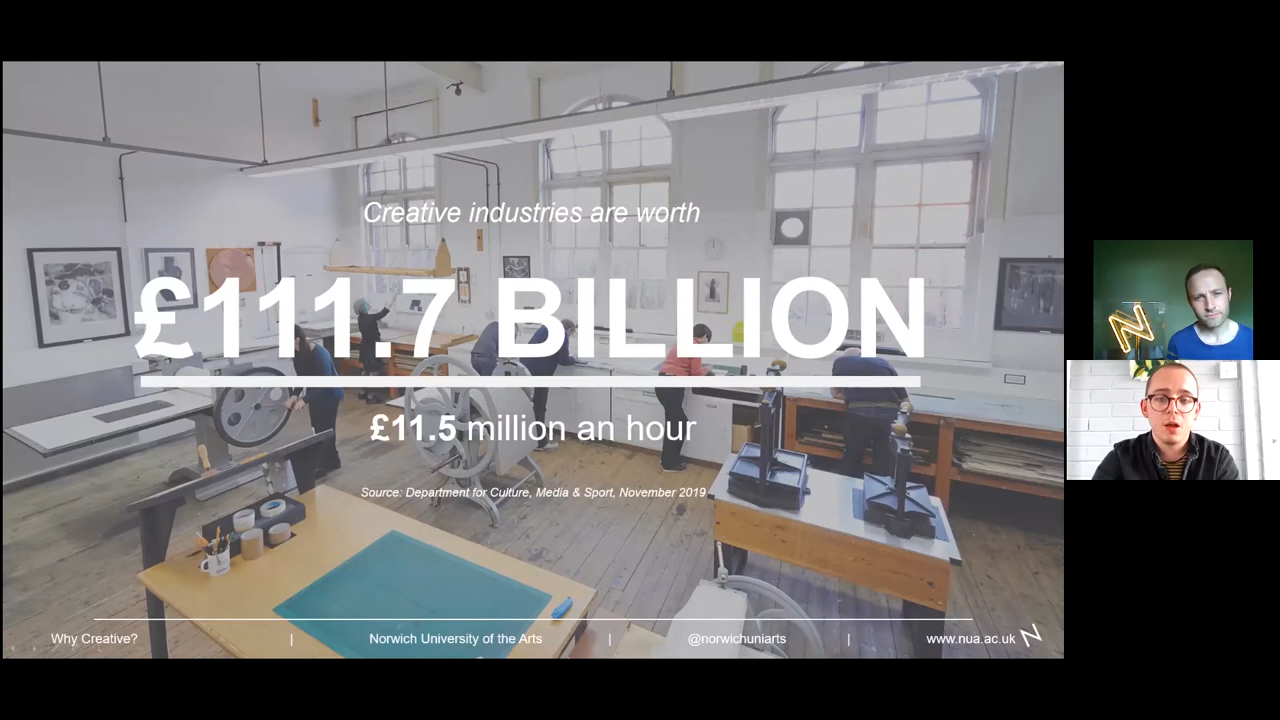 Creative industries are worth
£111.7 BILLION
£11.5 million an hour
Source: Department for Culture, Media & Sport, November 2019
Why Creative? | Norwich University of the Arts | @norwichuniarts | www.nua.ac.uk N
N